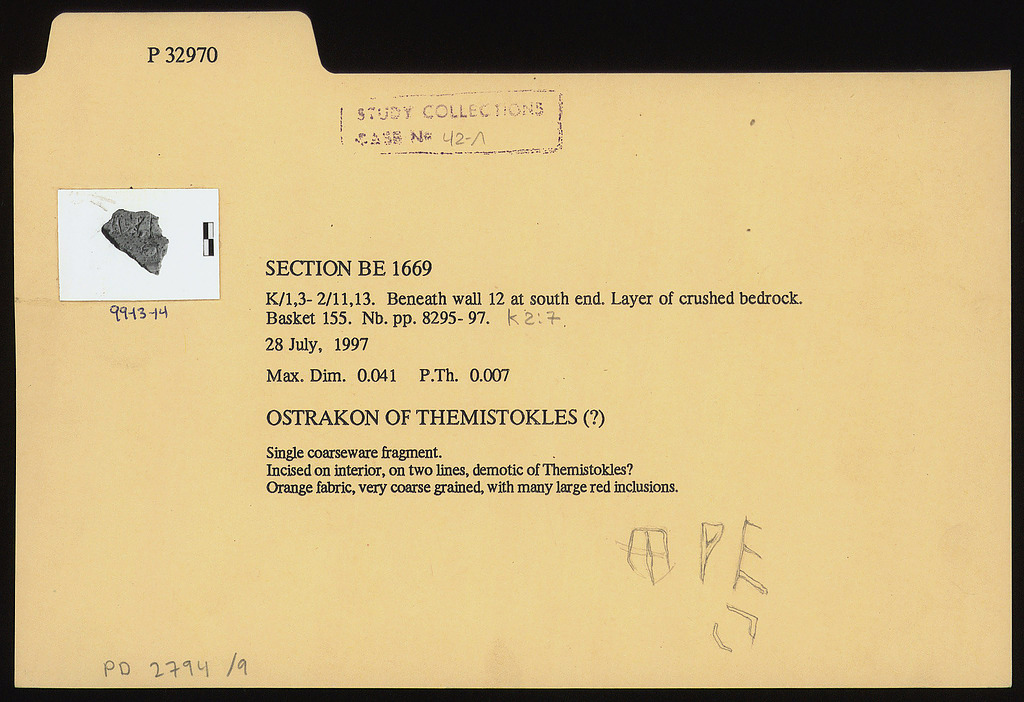 P 32970
STUDY COLLECTIONS
CASE No 42-Λ
99-13-14
SECTION BE 1669
K/1,3- 2/11,13. Beneath wall 12 at south end. Layer of crushed bedrock.
Basket 155. Nb. pp. 8295- 97. K 2:7
28 July, 1997
Max. Dim. 0.041 P.Th. 0.007
OSTRAKON OF THEMISTOKLES (?)
Single coarseware fragment.
Incised on interior, on two lines, demotic of Themistokles?
Orange fabric, very coarse grained, with many large red inclusions.
ΦΡΕ
PD 2794 /9